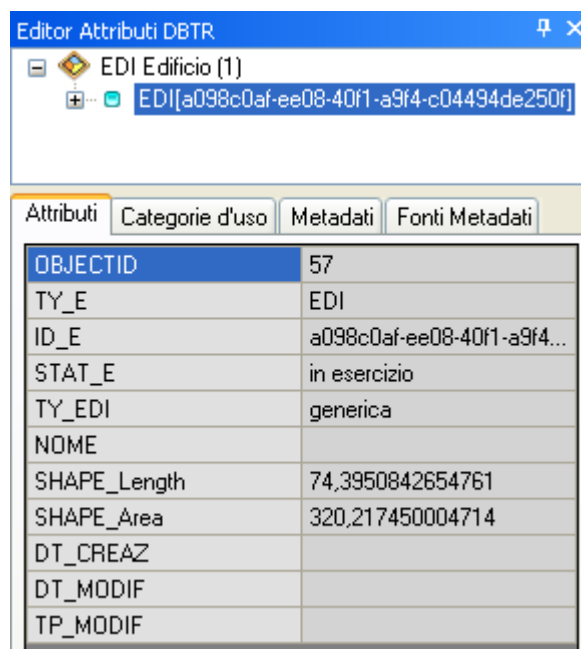 Editor Attributi DBTR
EDI Edificio (1)
EDI[a098c0af-ee08-40f1-a9f4-c04494de250f]
Attributi Categorie d'uso Metadati Fonti Metadati
OBJECTID 57
TY_E EDI
ID_E a098c0af-ee08-40f1-a9f4...
STAT_E in esercizio
TY_EDI generica
NOME
SHAPE_Length 74,3950842654761
SHAPE_Area 320,217450004714
DT_CREAZ
DT_MODIF
TP_MODIF